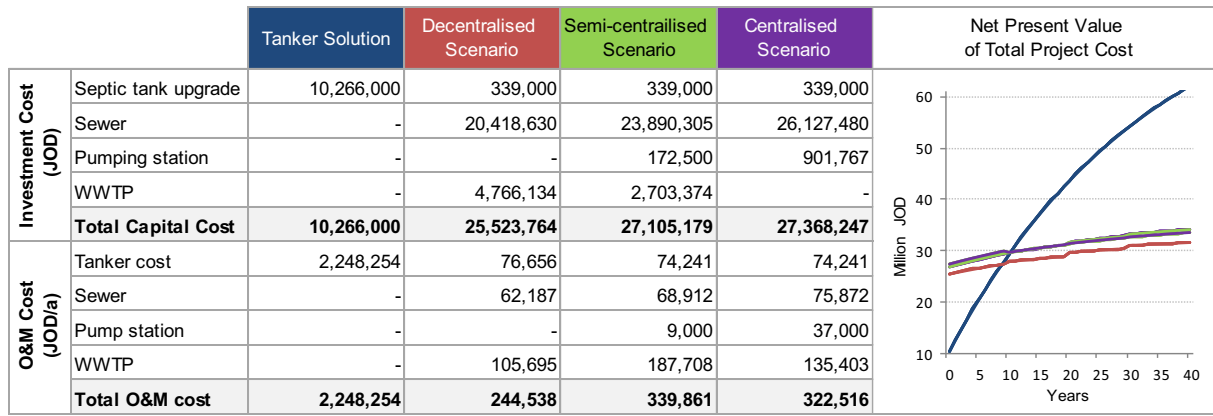 Tanker Solution Decentralised Scenario Semi-centrailised Scenario Centralised Scenario Net Present Value of Total Project Cost
Investment Cost (JOD)
Septic tank upgrade 10,266,000 339,000 339,000 339,000
Sewer - 20,418,630 23,890,305 26,127,480
Pumping station - - 172,500 901,767
WWTP - 4,766,134 2,703,374 -
Total Capital Cost 10,266,000 25,523,764 27,105,179 27,368,247
O&M Cost (JOD/a)
Tanker cost 2,248,254 76,656 74,241 74,241
Sewer - 62,187 68,912 75,872
Pump station - - 9,000 37,000
WWTP - 105,695 187,708 135,403
Total O&M cost 2,248,254 244,538 339,861 322,516
Million JOD
60
50
40
30
20
10
0 5 10 15 20 25 30 35 40
Years